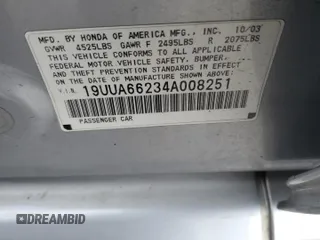 MFD. BY HONDA OF AMERICA MFG., INC. 10/03
GVWR 4525LBS GAWR F 2495LBS R 2075LBS
THIS VEHICLE CONFORMS TO ALL APPLICABLE
FEDERAL MOTOR VEHICLE SAFETY, BUMPER,
AND THEFT PREVENTION STANDARDS IN EFFECT
ON THE DATE OF MANUFACTURE SHOWN ABOVE.
V.I.N. 19UUA66234A008251
PASSENGER CAR
DREAMBID